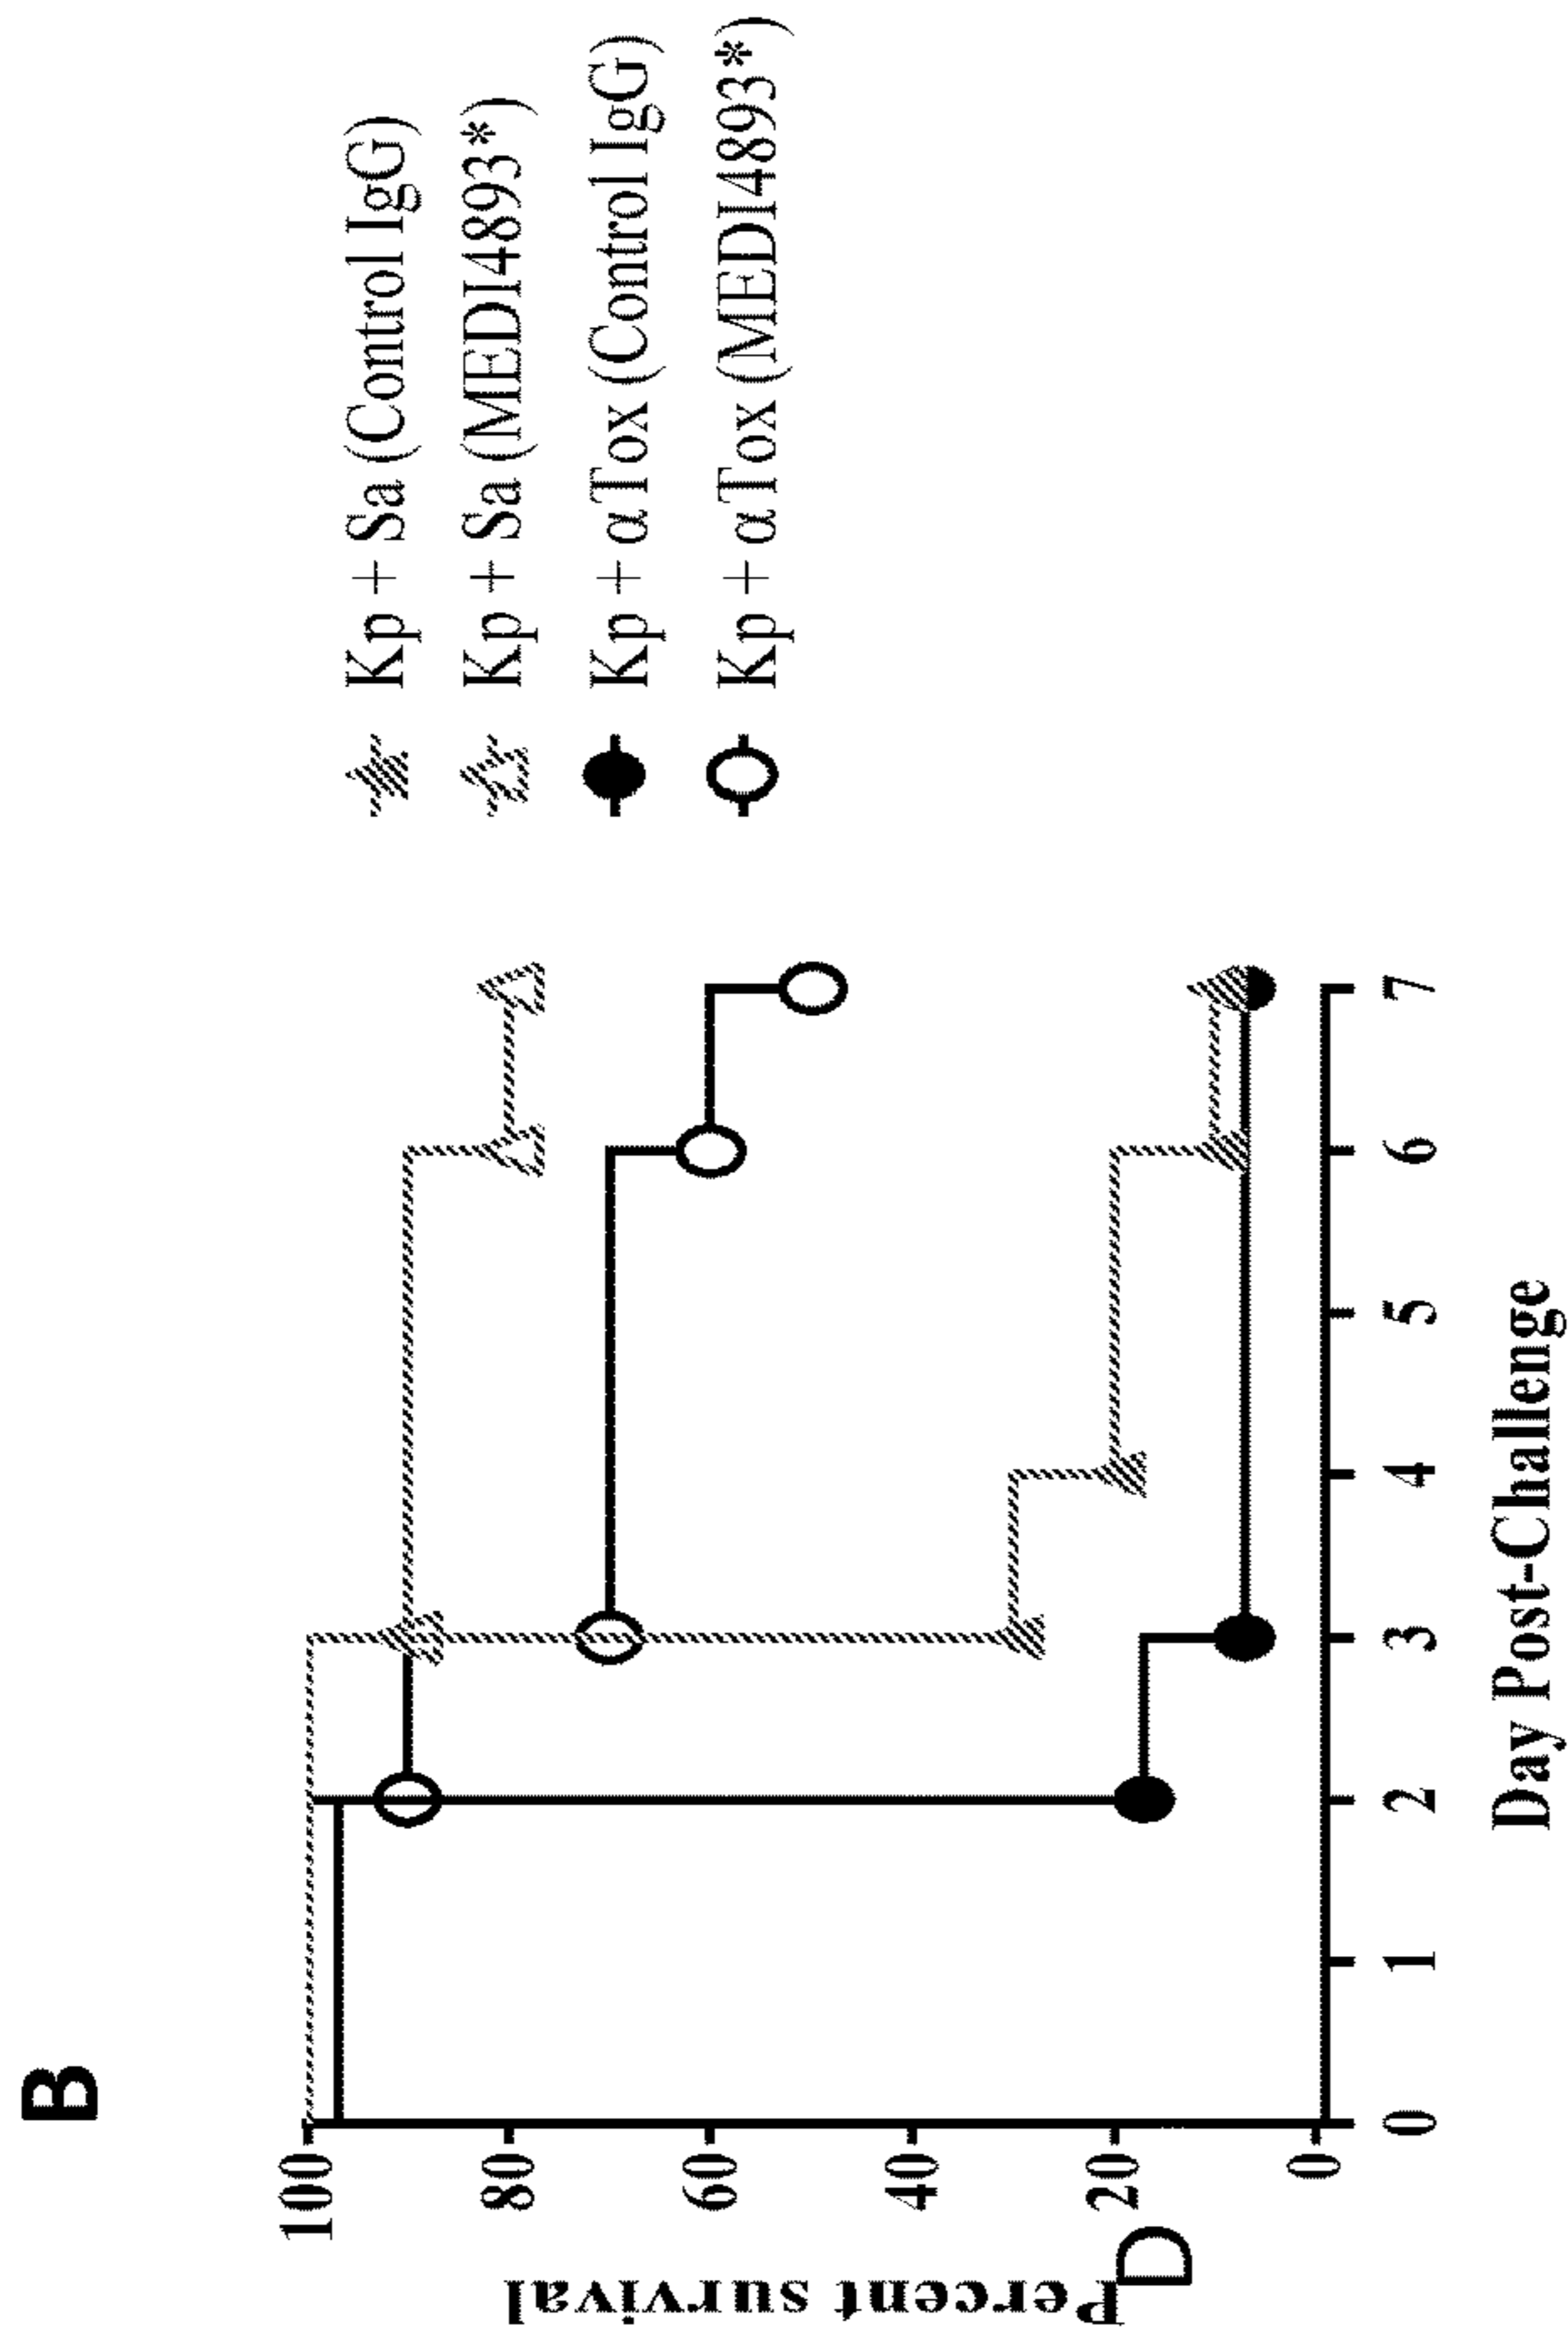 B
Kp + Sa (Control IgG)
Kp + Sa (MEDI4893*)
Kp + αTox (Control IgG)
Kp + αTox (MEDI4893*)
Percent survival
100
80
60
40
20
0
D
0 1 2 3 4 5 6 7
Day Post-Challenge